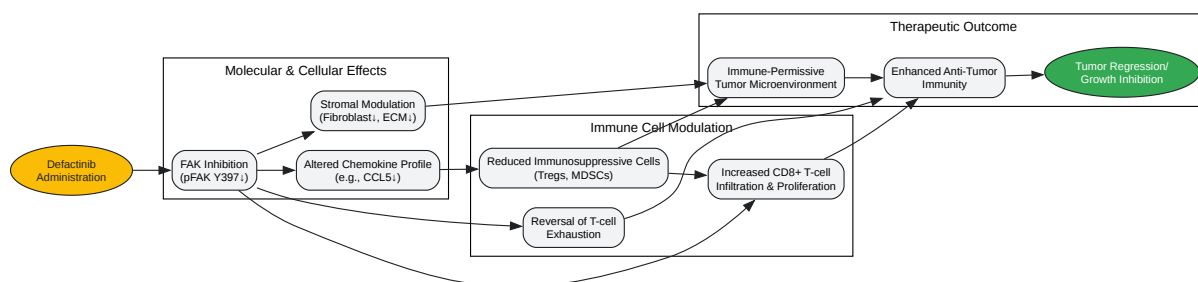 Therapeutic Outcome
Molecular & Cellular Effects
Immune-Permissive
Tumor Microenvironment
Enhanced Anti-Tumor
Immunity
Tumor Regression/
Growth Inhibition
Stromal Modulation
(Fibroblast↓, ECM↓)
Immune Cell Modulation
Defactinib
Administration
FAK Inhibition
(pFAK Y397↓)
Altered Chemokine Profile
(e.g., CCL5↓)
Reduced Immunosuppressive Cells
(Tregs, MDSCs)
Increased CD8+ T-cell
Infiltration & Proliferation
Reversal of T-cell
Exhaustion